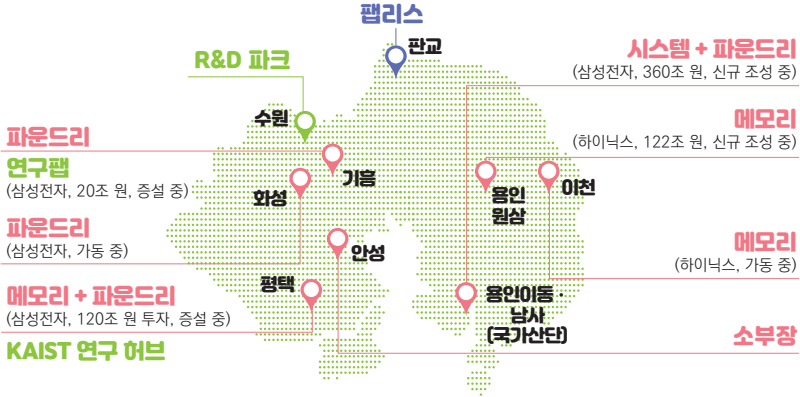 팹리스
판교
R&D 파크
수원
시스템 + 파운드리
(삼성전자, 360조 원, 신규 조성 중)
메모리
(하이닉스, 122조 원, 신규 조성 중)
파운드리
연구팹
(삼성전자, 20조 원, 증설 중)
기흥
화성
용인
원삼
이천
파운드리
(삼성전자, 가동 중)
안성
메모리
(하이닉스, 가동 중)
평택
메모리 + 파운드리
(삼성전자, 120조 원 투자, 증설 중)
KAIST 연구 허브
용인이동·
남사
(국가산단)
소부장